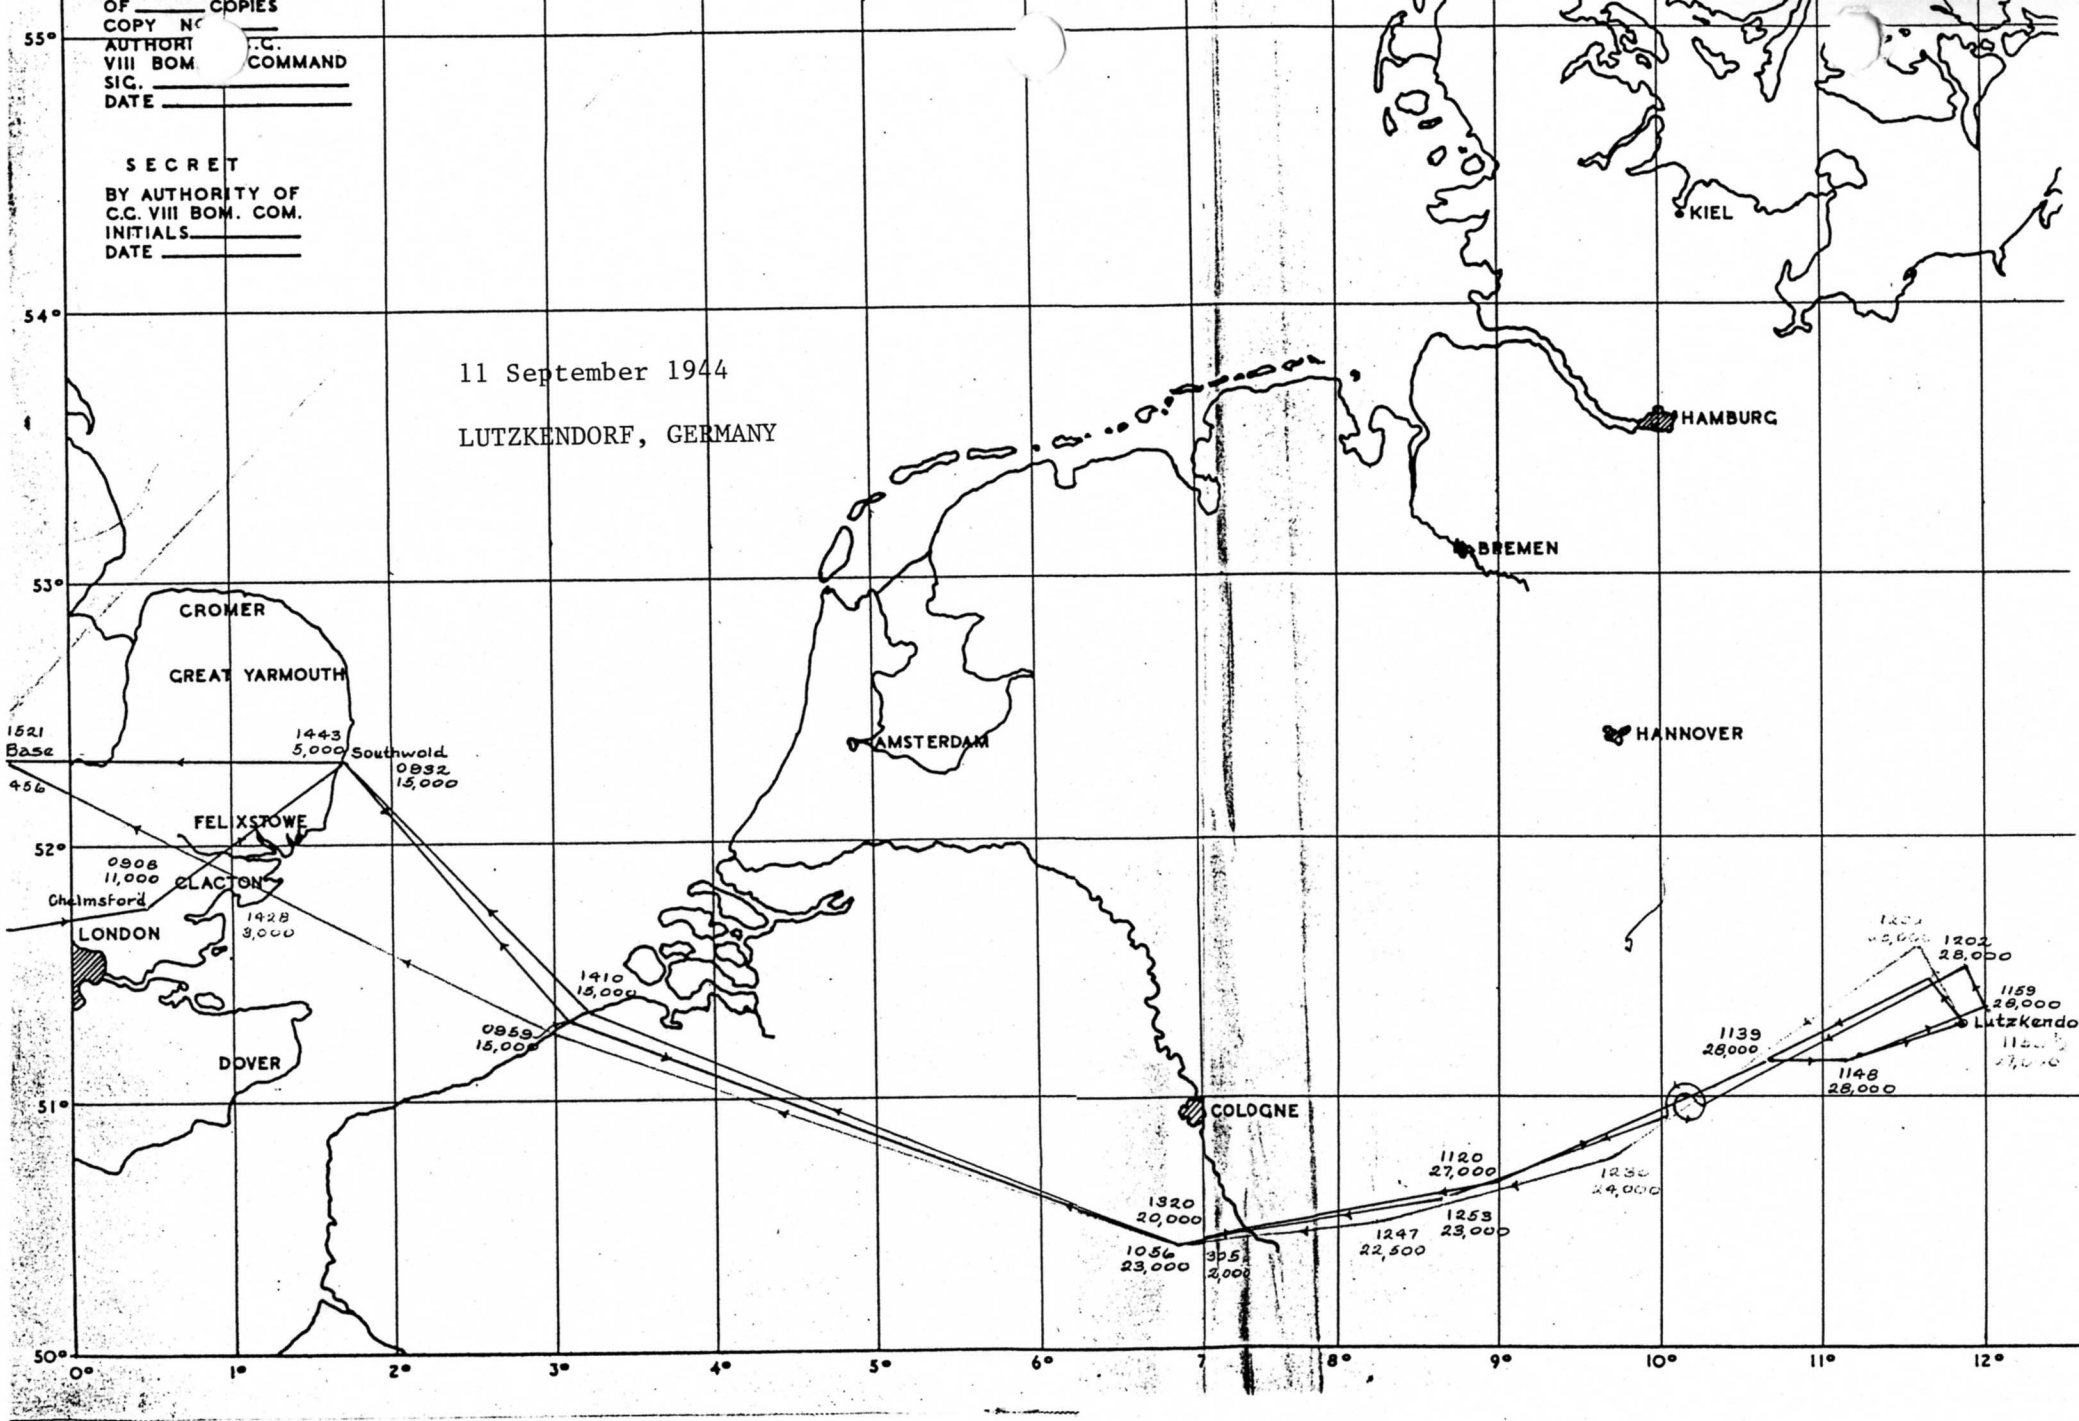 OF COPIES
COPY
VIII BOM. COMMAND
SIG.
DATE
SECRET
BY AUTHORITY OF
C.G. VIII BOM. COM.
INITIALS
DATE
11 September 1944
LUTZKENDORF, GERMANY
55°
54°
53°
52°
51°
50°
KIEL
HAMBURG
BREMEN
HANNOVER
CROMER
GREAT YARMOUTH
AMSTERDAM
1521
Base
1443
5,000
Southwold
0832
15,000
456
FELIXSTOWE
0908
11,000
CLACTON
Chelmsford
1428
3,000
LONDON
DOVER
1410
15,000
0959
15,000
COLOGNE
1202
28,000
1159
28,000
Lutzkendo
1139
28,000
1148
28,000
1120
27,000
1236
24,000
1253
23,000
1247
22,500
1320
20,000
1056
23,000
305
2,000
0° 1° 2° 3° 4° 5° 6° 7 8° 9° 10° 11° 12°